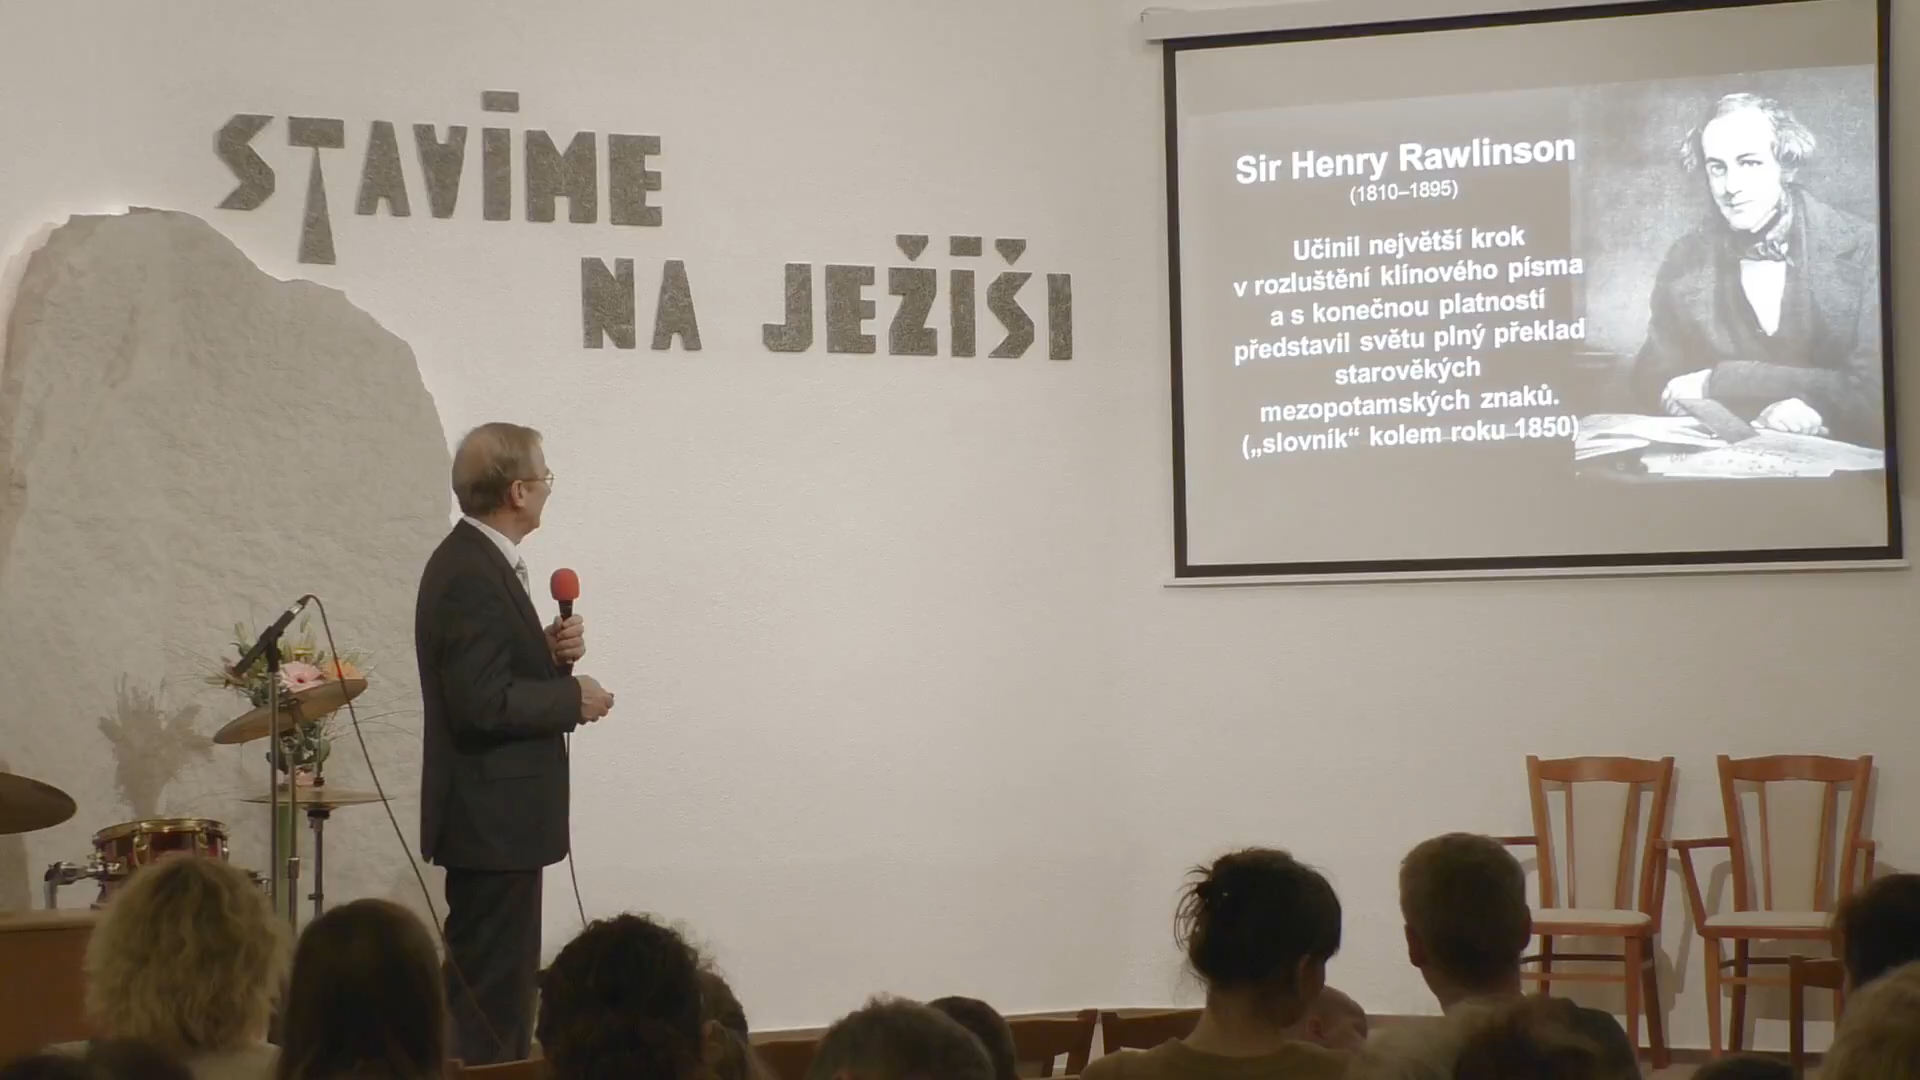 STAVÍME
NA JEŽÍŠI
Sir Henry Rawlinson
(1810–1895)
Učinil největší krok
v rozluštění klínového písma
a s konečnou platností
představil světu plný překlad
starověkých
mezopotamských znaků.
(„slovník“ kolem roku 1850)